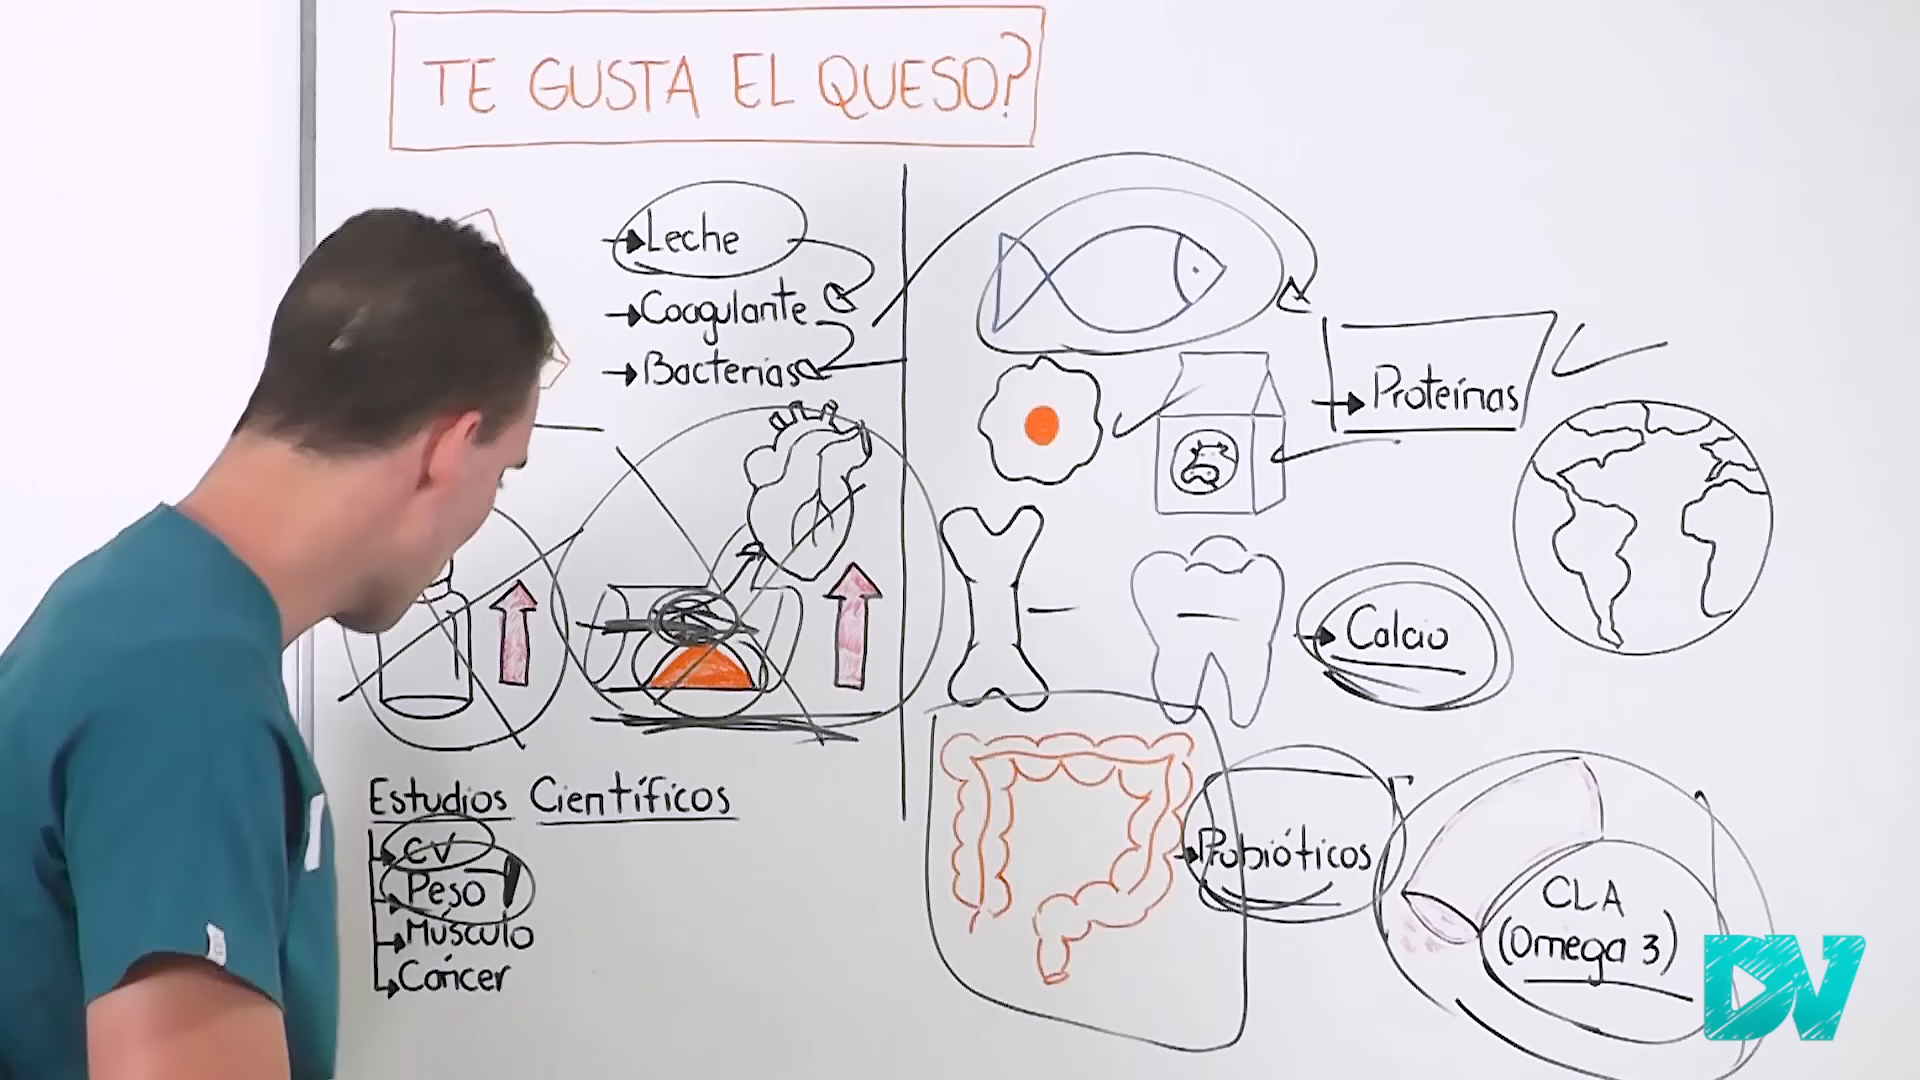 TE GUSTA EL QUESO?
Leche
Coagulante
Bacterias
Proteínas
Calcio
Probióticos
CLA
(Omega 3)
Estudios Científicos
CV
Peso
Músculo
Cáncer
DV